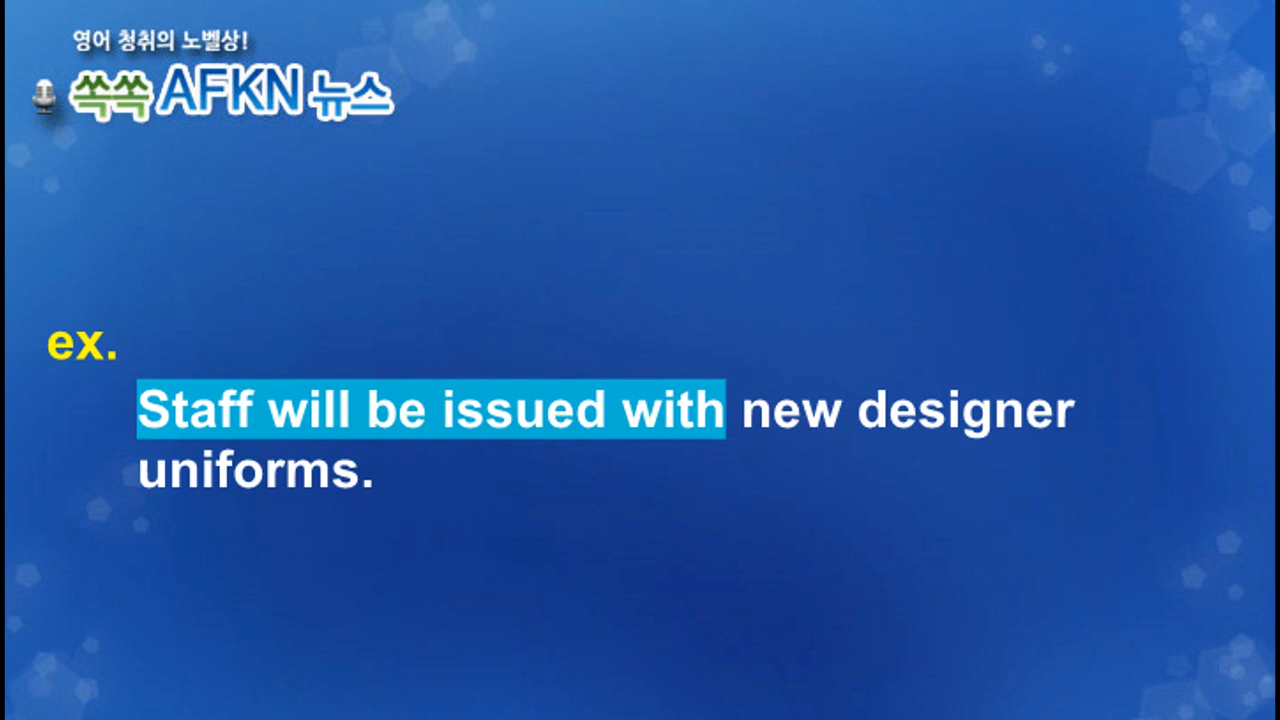 영어 청취의 노벨상!
쏙쏙 AFKN 뉴스
ex.
Staff will be issued with new designer
uniforms.